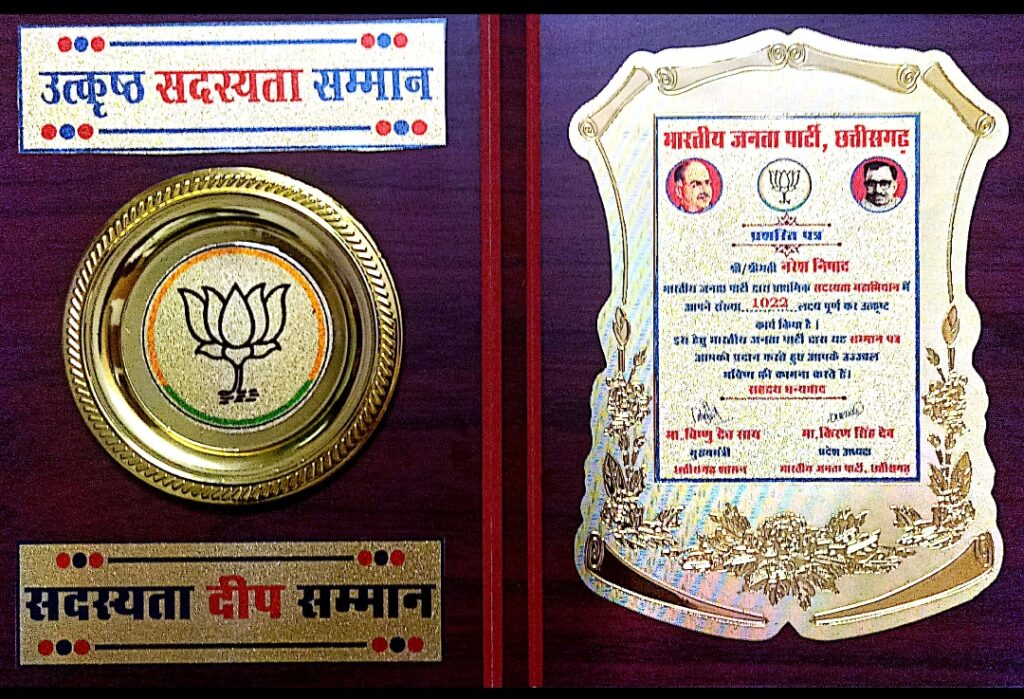 उत्कृष्ठ सदस्यता सम्मान
सदस्यता दीप सम्मान
भारतीय जनता पार्टी, छत्तीसगढ़
प्रशस्ति पत्र
श्री/श्रीमती नरेश निषाद
भारतीय जनता पार्टी द्वारा प्राथमिक सदस्यता महाभियान में
आपने संख्या...1022...लक्ष्य पूर्ण कर उत्कृष्ट
कार्य किया है ।
इस हेतु भारतीय जनता पार्टी द्वारा यह सम्मान पत्र
आपको प्रदान करते हुए आपके उज्ज्वल
भविष्य की कामना करते है।
सहृदय धन्यवाद
मा. विष्णु देव साय
मा. किरण सिंह देव
मुख्यमंत्री
प्रदेश अध्यक्ष
छत्तीसगढ़ शासन
भारतीय जनता पार्टी, छत्तीसगढ़